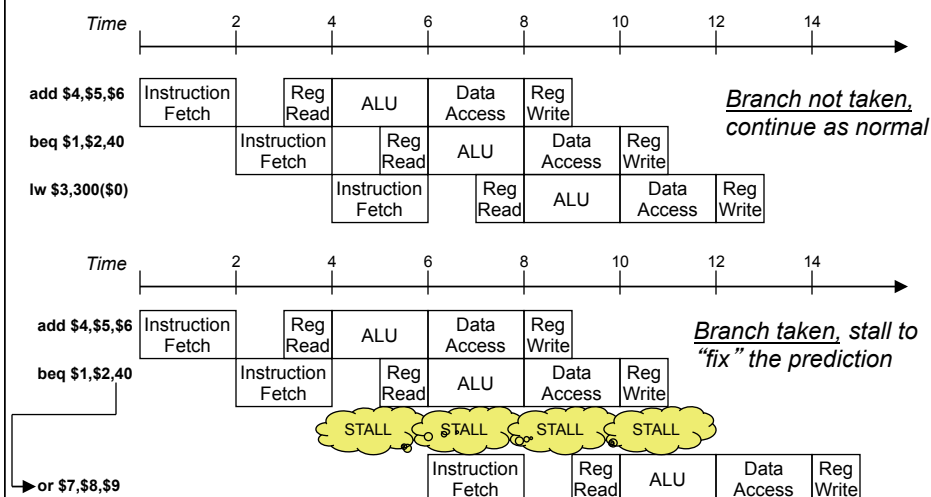 Time 2 4 6 8 10 12 14
add $4,$5,$6 Instruction Fetch Reg Read ALU Data Access Reg Write
Branch not taken,
continue as normal
beq $1,$2,40 Instruction Fetch Reg Read ALU Data Access Reg Write
lw $3,300($0) Instruction Fetch Reg Read ALU Data Access Reg Write
Time 2 4 6 8 10 12 14
add $4,$5,$6 Instruction Fetch Reg Read ALU Data Access Reg Write
Branch taken, stall to
“fix” the prediction
beq $1,$2,40 Instruction Fetch Reg Read ALU Data Access Reg Write
STALL STALL STALL STALL
or $7,$8,$9 Instruction Fetch Reg Read ALU Data Access Reg Write